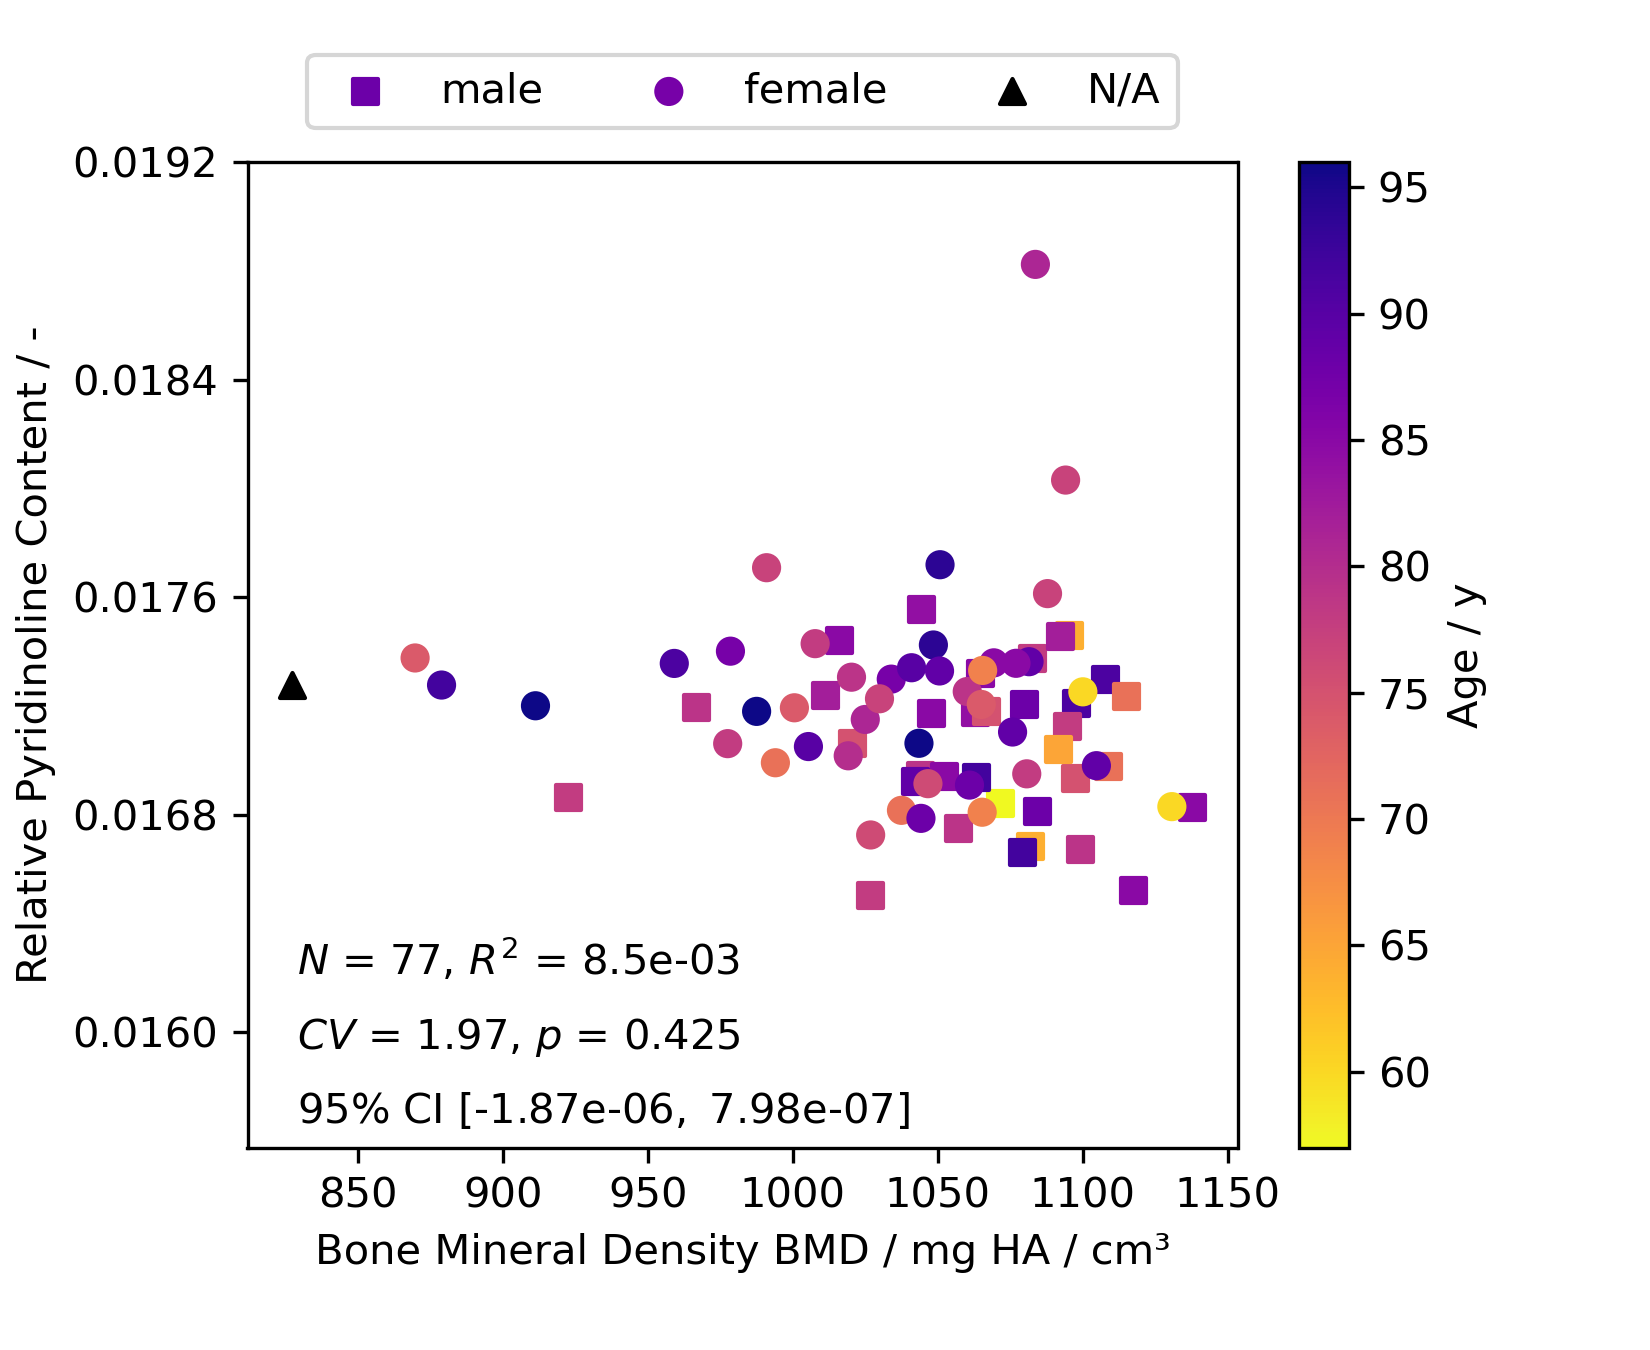 male female N/A
0.0192
0.0184
0.0176
0.0168
0.0160
Relative Pyridinoline Content / -
N = 77, R² = 8.5e-03
CV = 1.97, p = 0.425
95% CI [-1.87e-06, 7.98e-07]
850 900 950 1000 1050 1100 1150
Bone Mineral Density BMD / mg HA / cm³
95
90
85
80
75
70
65
60
Age / y